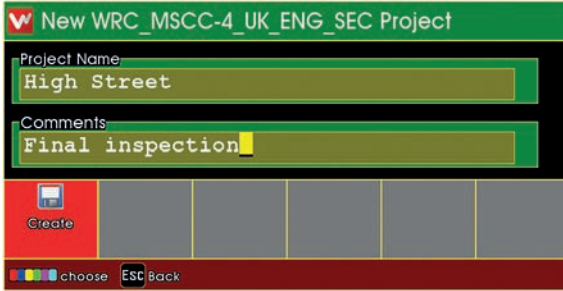 New WRC_MSCC-4_UK_ENG_SEC Project
Project Name
High Street
Comments
Final inspection
Create
choose Esc Back